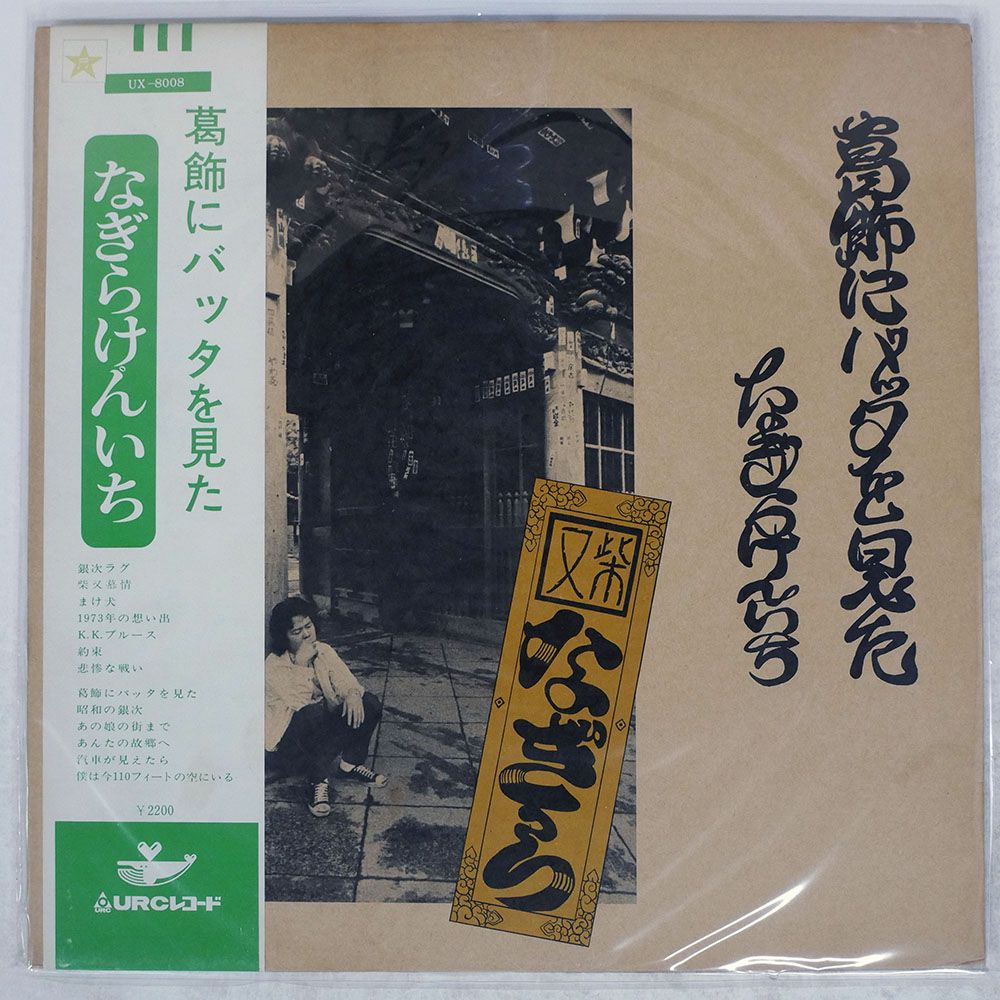 UX-8008
葛飾にバッタを見た
なぎらけんいち
銀次ラグ
柴又慕情
まけ犬
1973年の想い出
K.K.ブルース
約束
悲惨な戦い
葛飾にバッタを見た
昭和の銀次
あの娘の街まで
あんたの故郷へ
汽車が見えたら
僕は今110フィートの空にいる
¥2200
URC
URCレコード
葛飾にバッタを見た
なぎらけんいち
柴又
なぎら